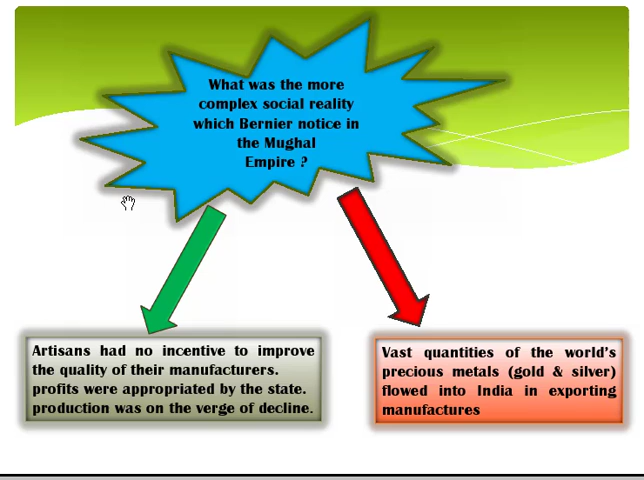 What was the more
complex social reality
which Bernier notice in
the Mughal
Empire ?
Artisans had no incentive to improve
the quality of their manufacturers.
profits were appropriated by the state.
production was on the verge of decline.
Vast quantities of the world's
precious metals (gold & silver)
flowed into India in exporting
manufactures